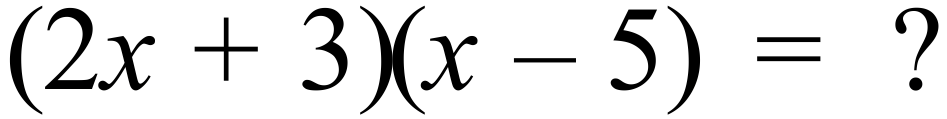 (2x + 3)(x − 5) = ?